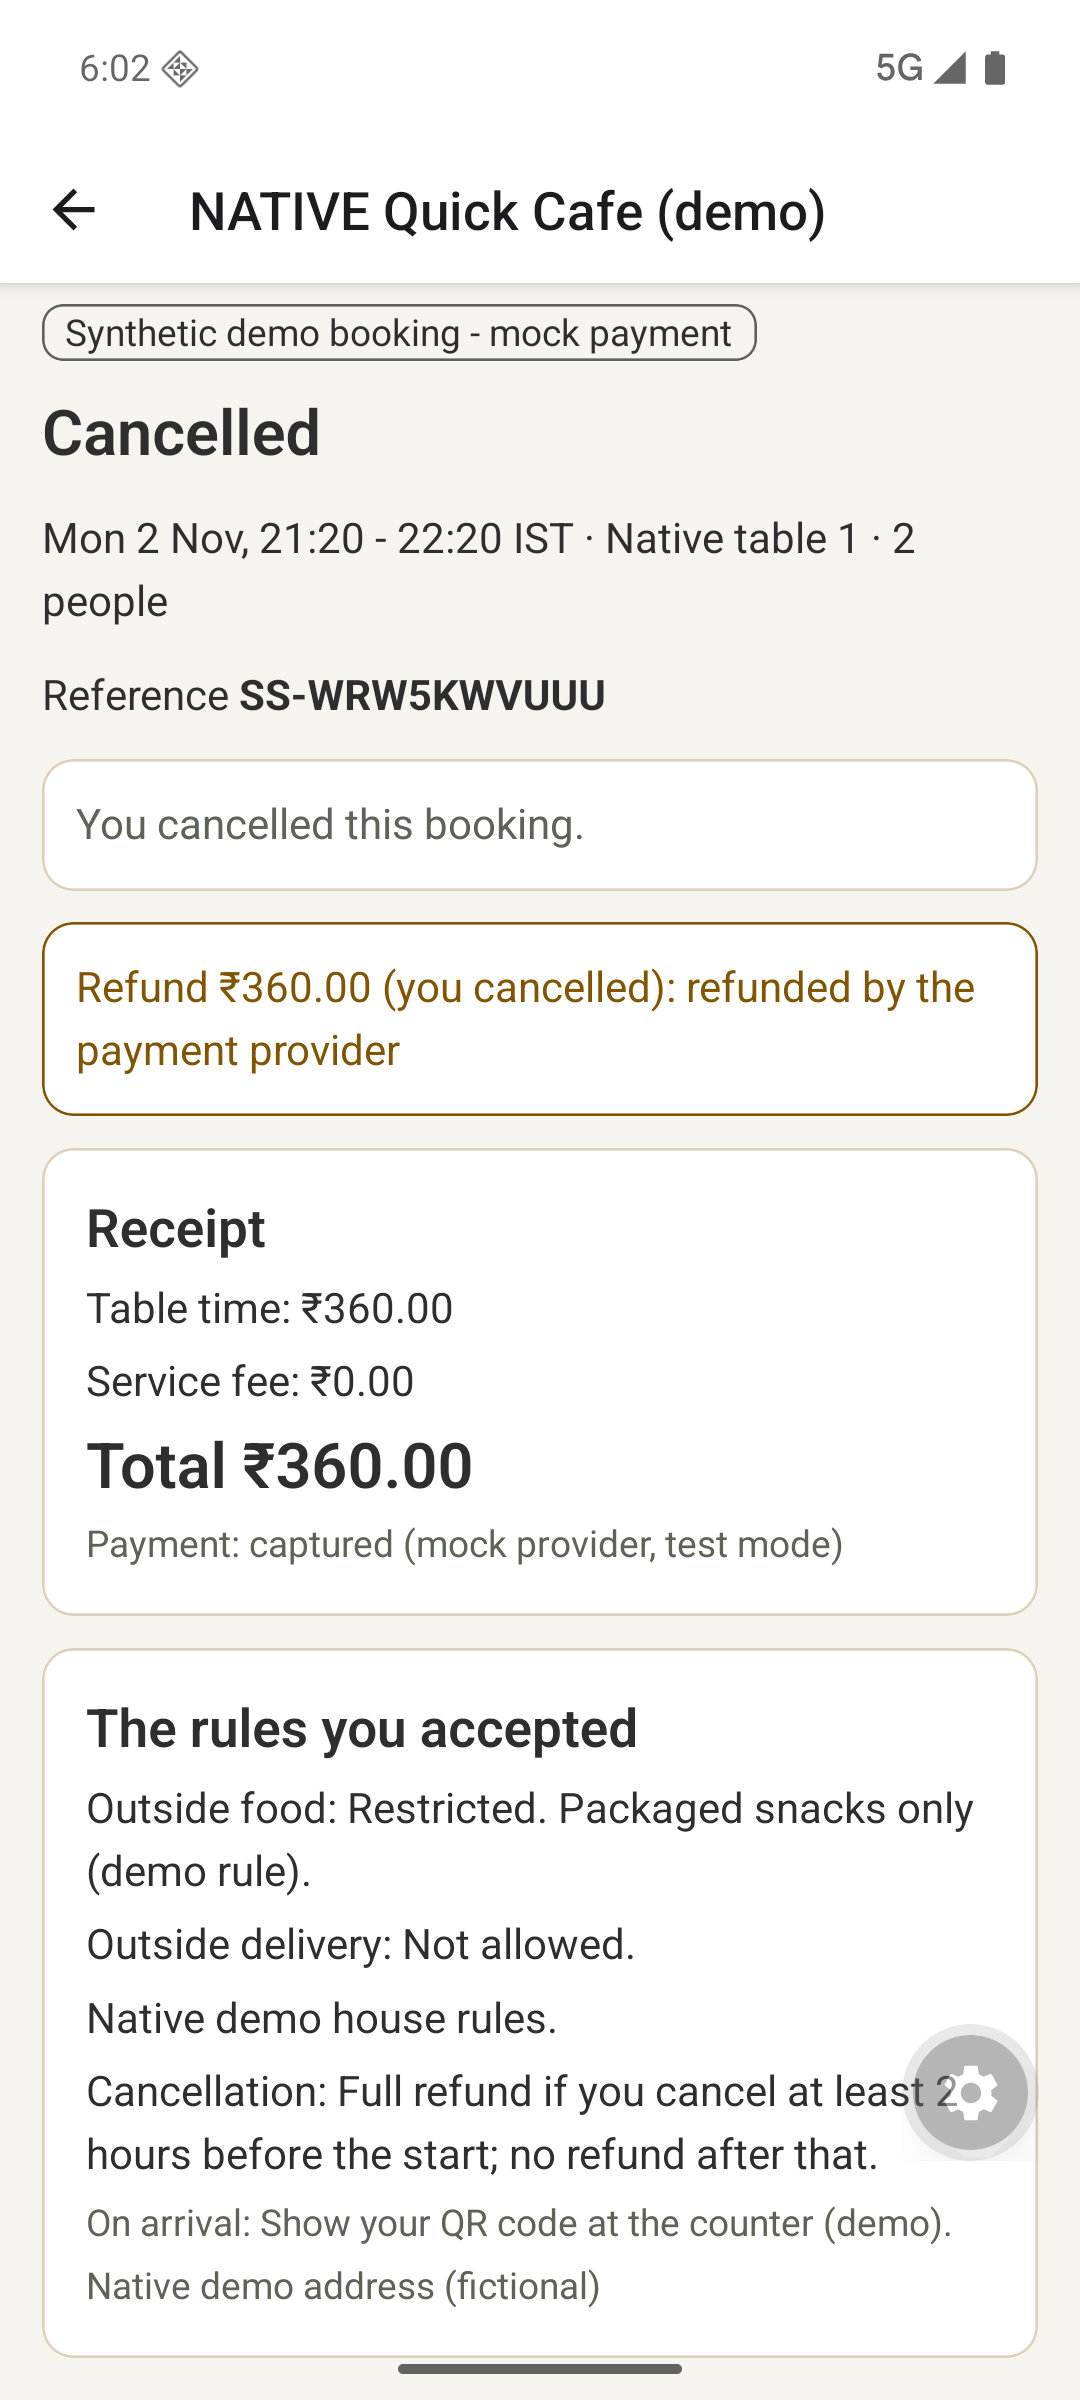 6:02
5G
NATIVE Quick Cafe (demo)
Synthetic demo booking - mock payment
Cancelled
Mon 2 Nov, 21:20 - 22:20 IST · Native table 1 · 2
people
Reference SS-WRW5KWVUUU
You cancelled this booking.
Refund ₹360.00 (you cancelled): refunded by the
payment provider
Receipt
Table time: ₹360.00
Service fee: ₹0.00
Total ₹360.00
Payment: captured (mock provider, test mode)
The rules you accepted
Outside food: Restricted. Packaged snacks only
(demo rule).
Outside delivery: Not allowed.
Native demo house rules.
Cancellation: Full refund if you cancel at least 2
hours before the start; no refund after that.
On arrival: Show your QR code at the counter (demo).
Native demo address (fictional)